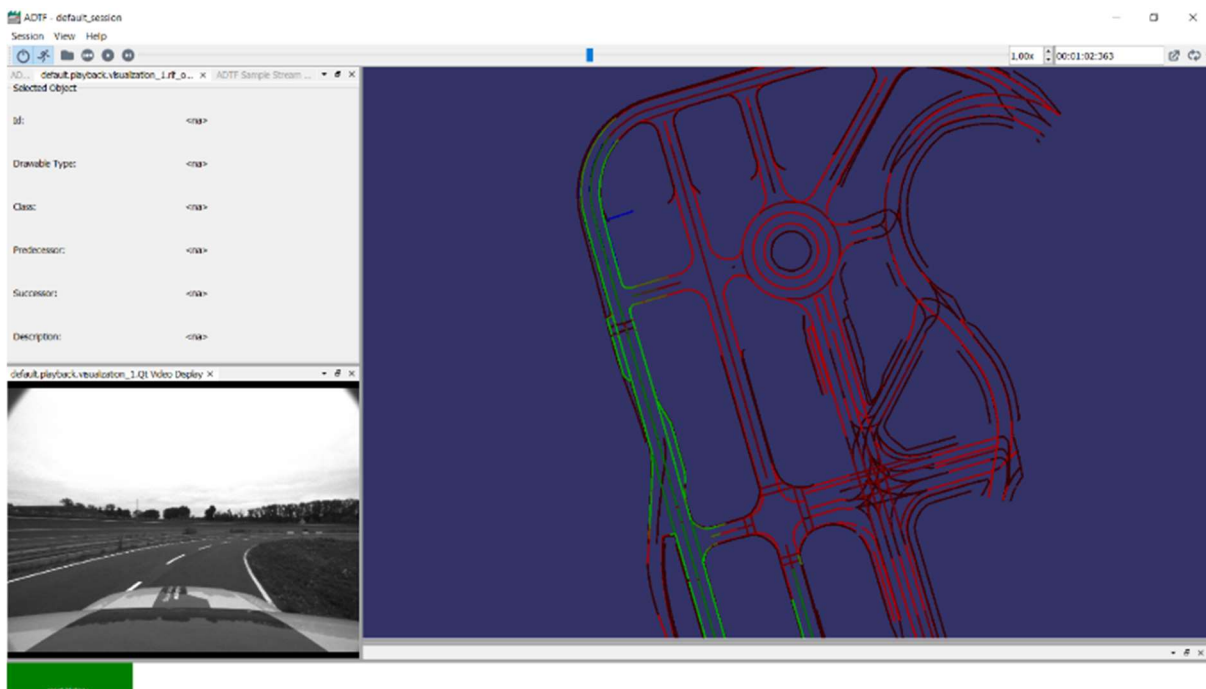 ADTF - default_session
Session View Help
1.00x 00:01:02:363
AD... default.playback.visualization_1.rlf_o... ADTF Sample Stream ...
Selected Object
Id: <na>
Drawable Type: <na>
Class: <na>
Predecessor: <na>
Successor: <na>
Description: <na>
default.playback.visualization_1.Qt Video Display